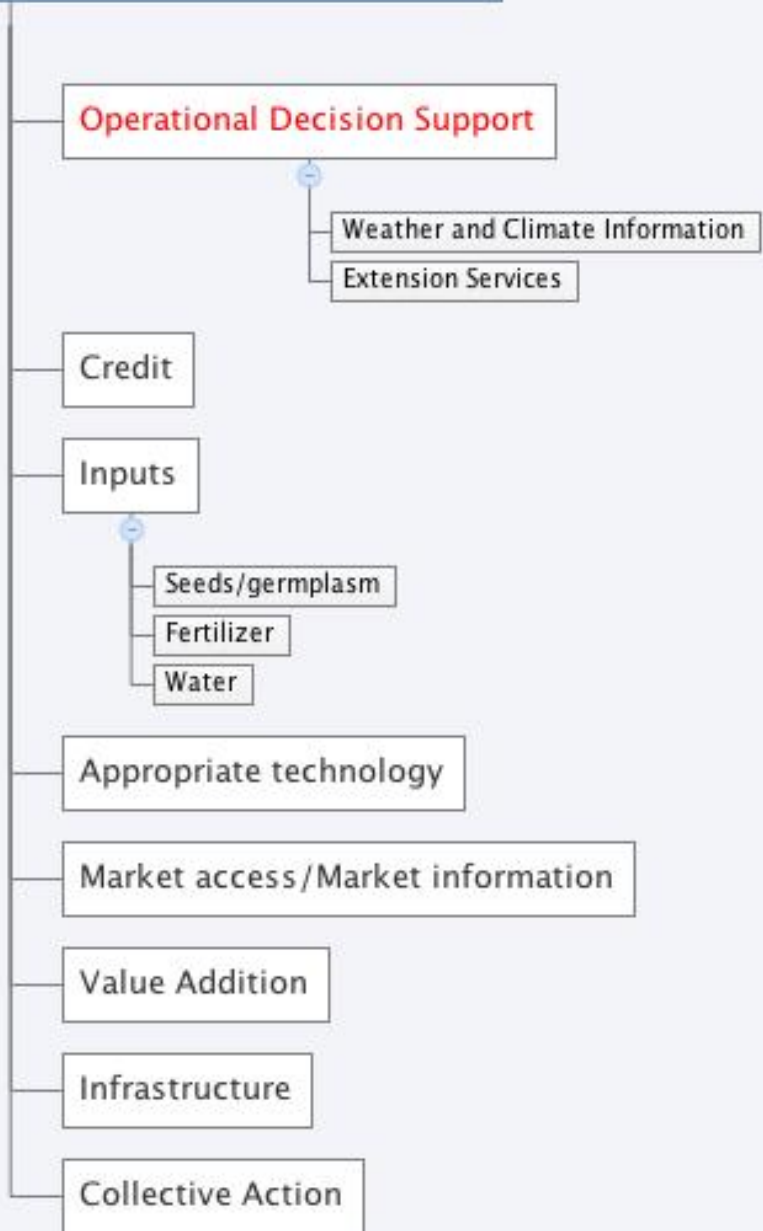 Operational Decision Support
Weather and Climate Information
Extension Services
Credit
Inputs
Seeds/germplasm
Fertilizer
Water
Appropriate technology
Market access/Market information
Value Addition
Infrastructure
Collective Action